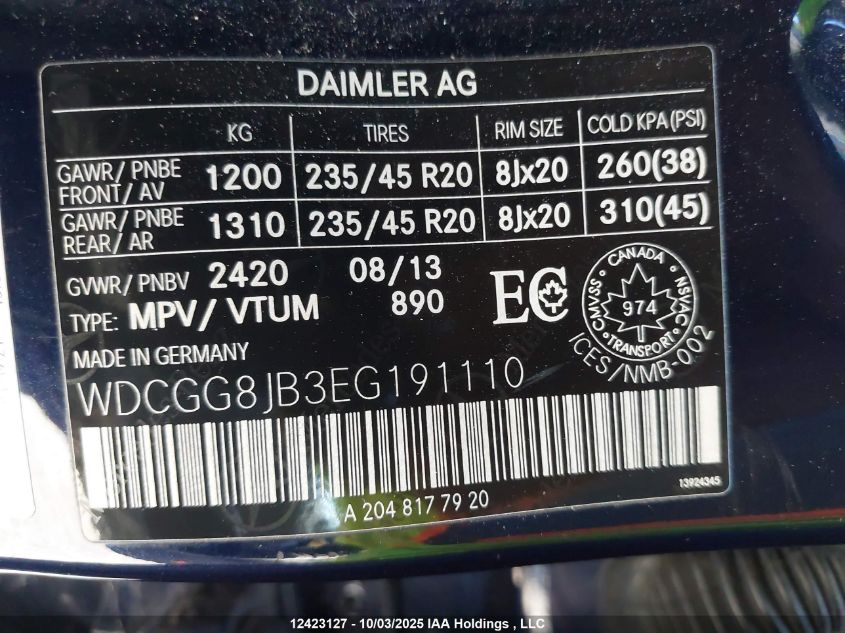 DAIMLER AG
KG TIRES RIM SIZE COLD KPA(PSI)
GAWR/ PNBE FRONT/ AV 1200 235/45 R20 8Jx20 260(38)
GAWR/ PNBE REAR/ AR 1310 235/45 R20 8Jx20 310(45)
GVWR/ PNBV 2420 08/13
TYPE: MPV/ VTUM 890
EC
CANADA
CMVSS 974 NSVAC
TRANSPORT
ICES/NMB-002
MADE IN GERMANY
WDCGG8JB3EG191110
13924345
A 204 817 79 20
12423127 - 10/03/2025 IAA Holdings , LLC